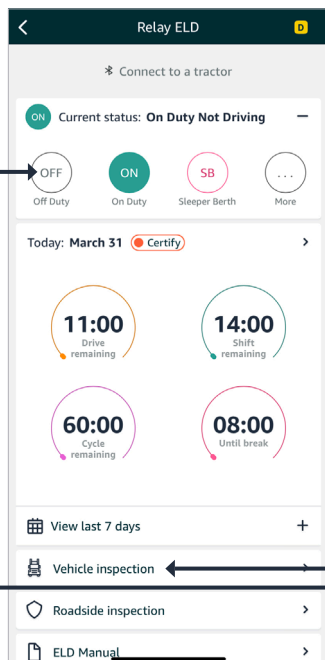 Relay ELD
D
Connect to a tractor
ON Current status: On Duty Not Driving
OFF ON SB ...
Off Duty On Duty Sleeper Berth More
Today: March 31 Certify
11:00 14:00
Drive Shift
remaining remaining
60:00 08:00
Cycle Until break
remaining
View last 7 days
Vehicle inspection
Roadside inspection
ELD Manual